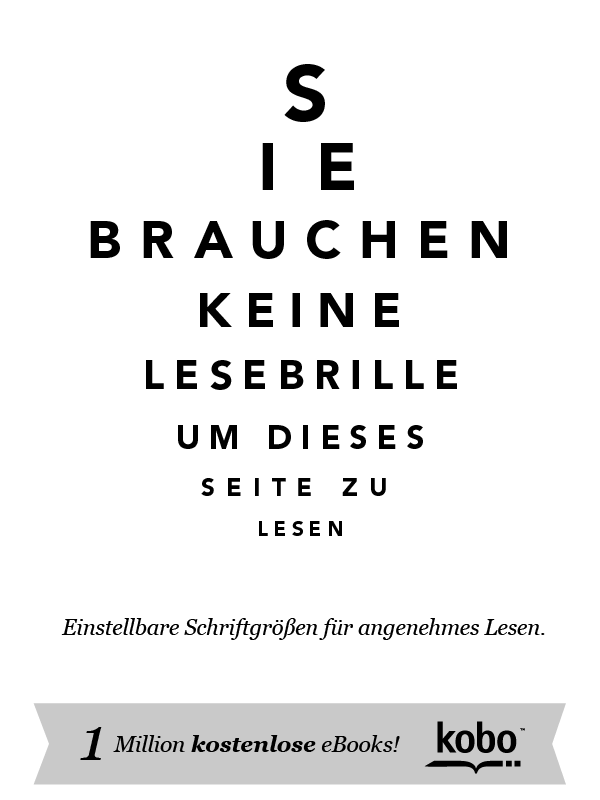 S
I E
BRAUCHEN
KEINE
LESEBRILLE
UM DIESES
SEITE ZU
LESEN
Einstellbare Schriftgrößen für angenehmes Lesen.
1 Million kostenlose eBooks!
kobo™